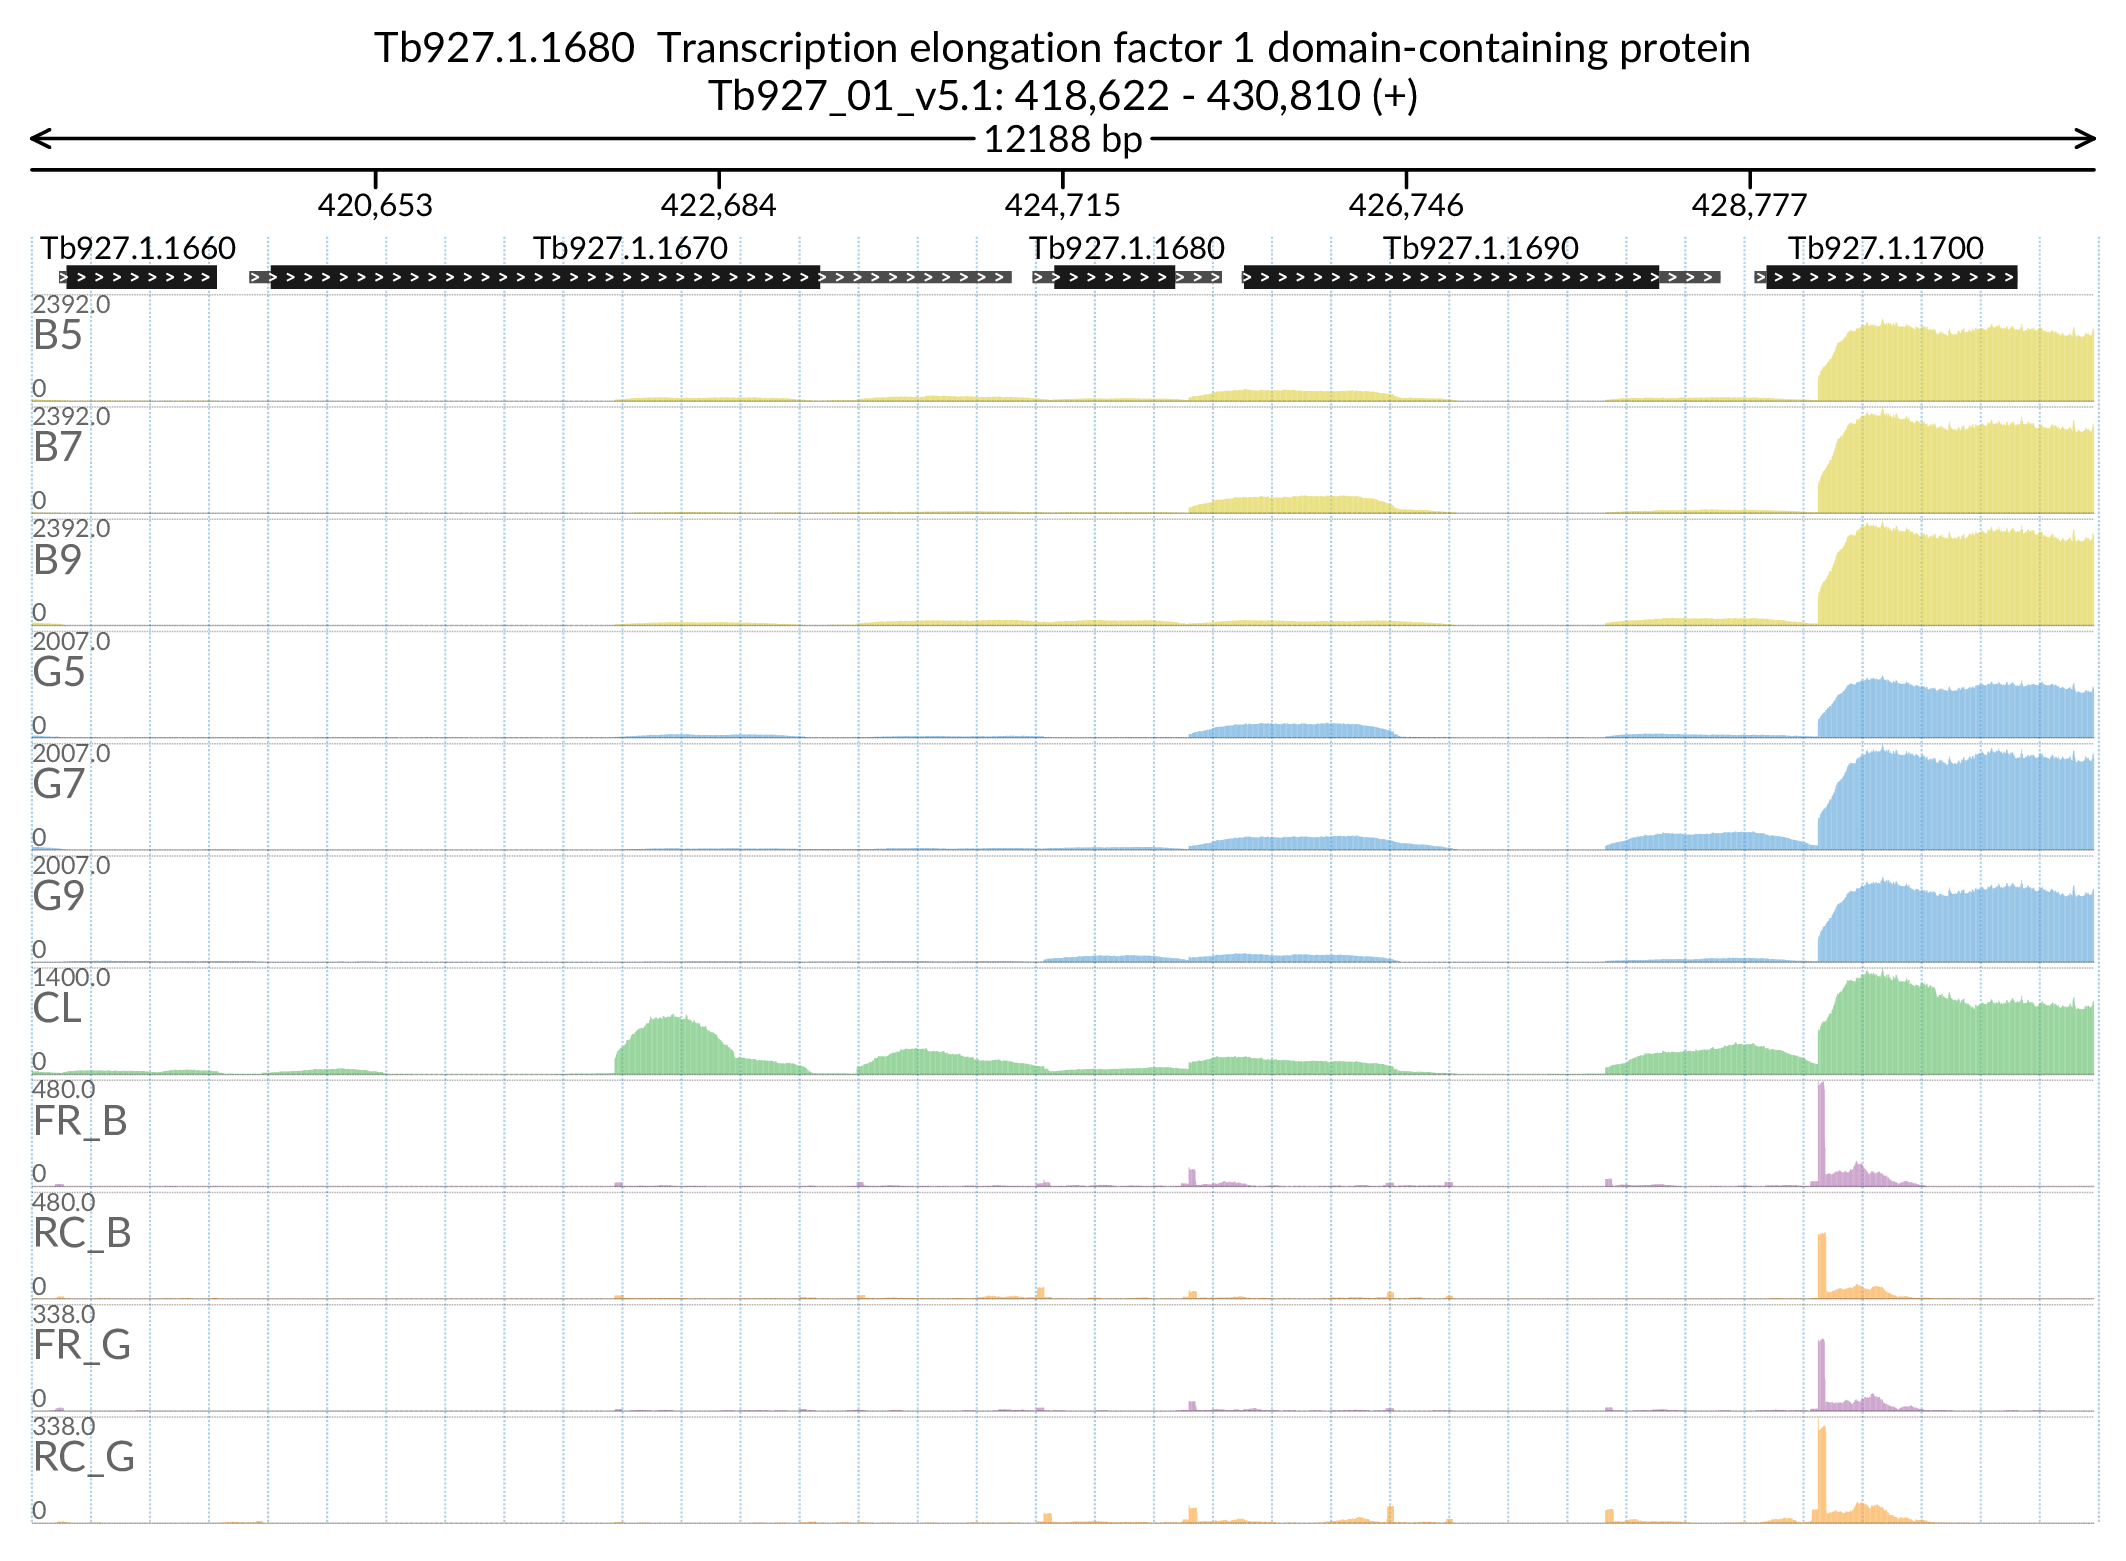 Tb927.1.1680  Transcription elongation factor 1 domain-containing protein
Tb927_01_v5.1: 418,622 - 430,810 (+)
12188 bp
420,653 422,684 424,715 426,746 428,777
Tb927.1.1660 Tb927.1.1670 Tb927.1.1680 Tb927.1.1690 Tb927.1.1700
2392.0
B5
0
2392.0
B7
0
2392.0
B9
0
2007.0
G5
0
2007.0
G7
0
2007.0
G9
0
1400.0
CL
0
480.0
FR_B
0
480.0
RC_B
0
338.0
FR_G
0
338.0
RC_G
0